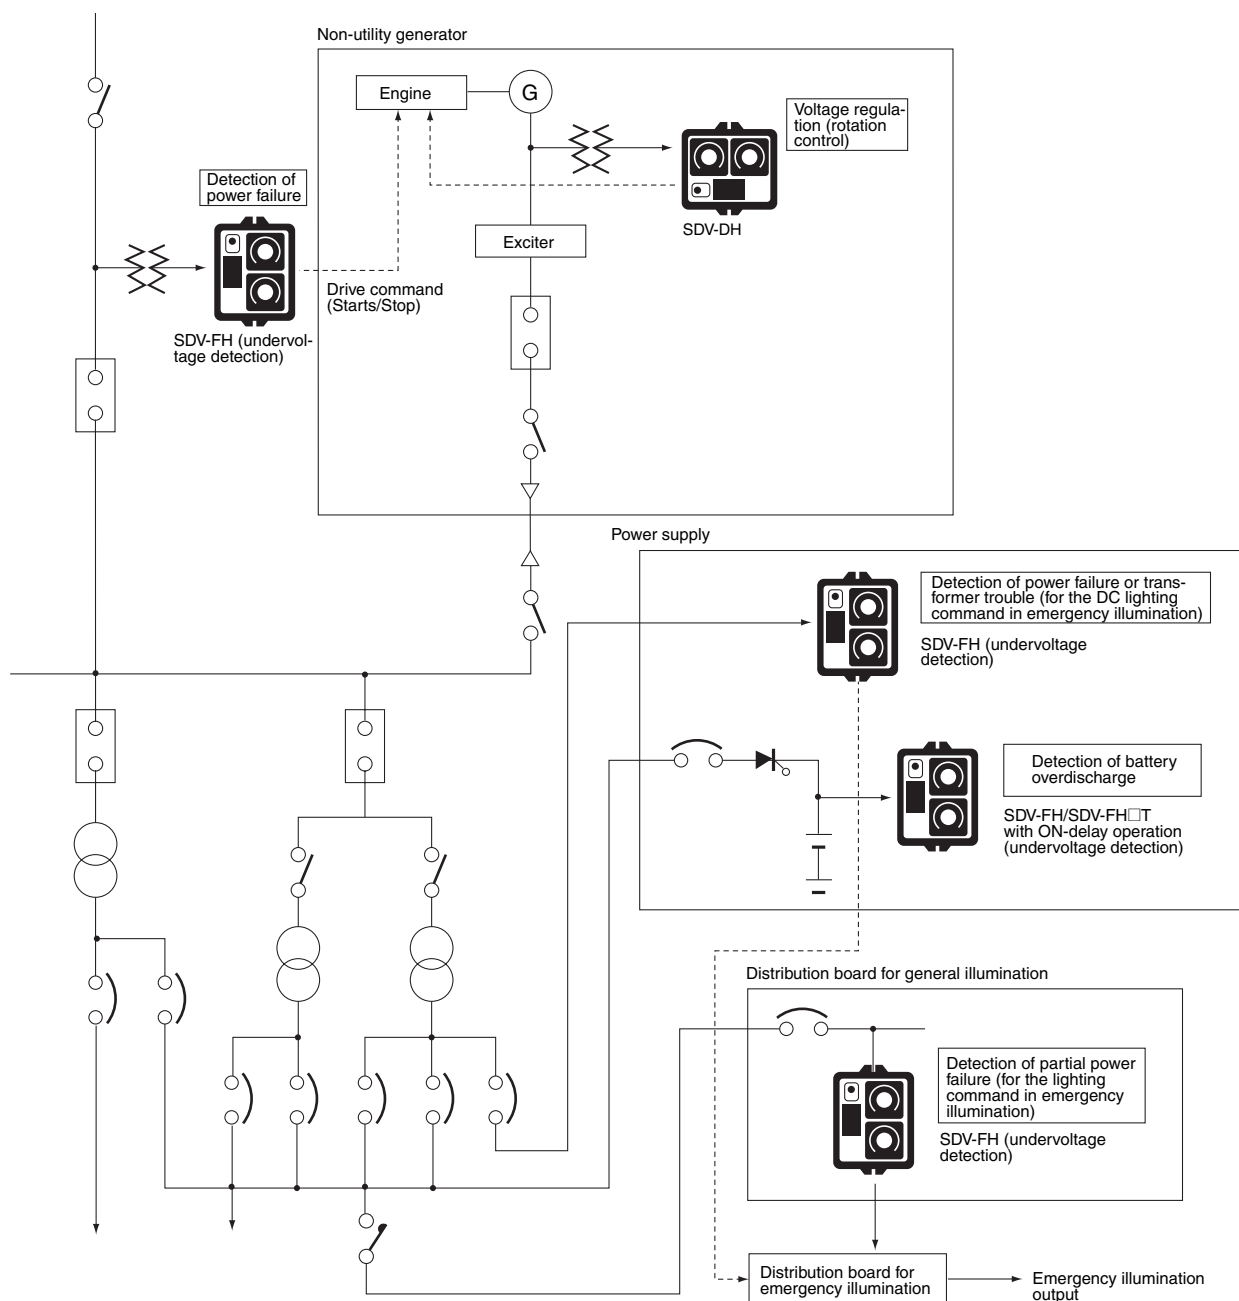 Non-utility generator
Engine
G
Voltage regula-
tion (rotation
control)
Detection of
power failure
SDV-DH
Exciter
Drive command
(Starts/Stop)
SDV-FH (undervol-
tage detection)
Power supply
Detection of power failure or trans-
former trouble (for the DC lighting
command in emergency illumination)
SDV-FH (undervoltage
detection)
Detection of battery
overdischarge
SDV-FH/SDV-FH□T
with ON-delay operation
(undervoltage detection)
Distribution board for general illumination
Detection of partial power
failure (for the lighting
command in emergency
illumination)
SDV-FH (undervoltage
detection)
Distribution board for
emergency illumination
Emergency illumination
output